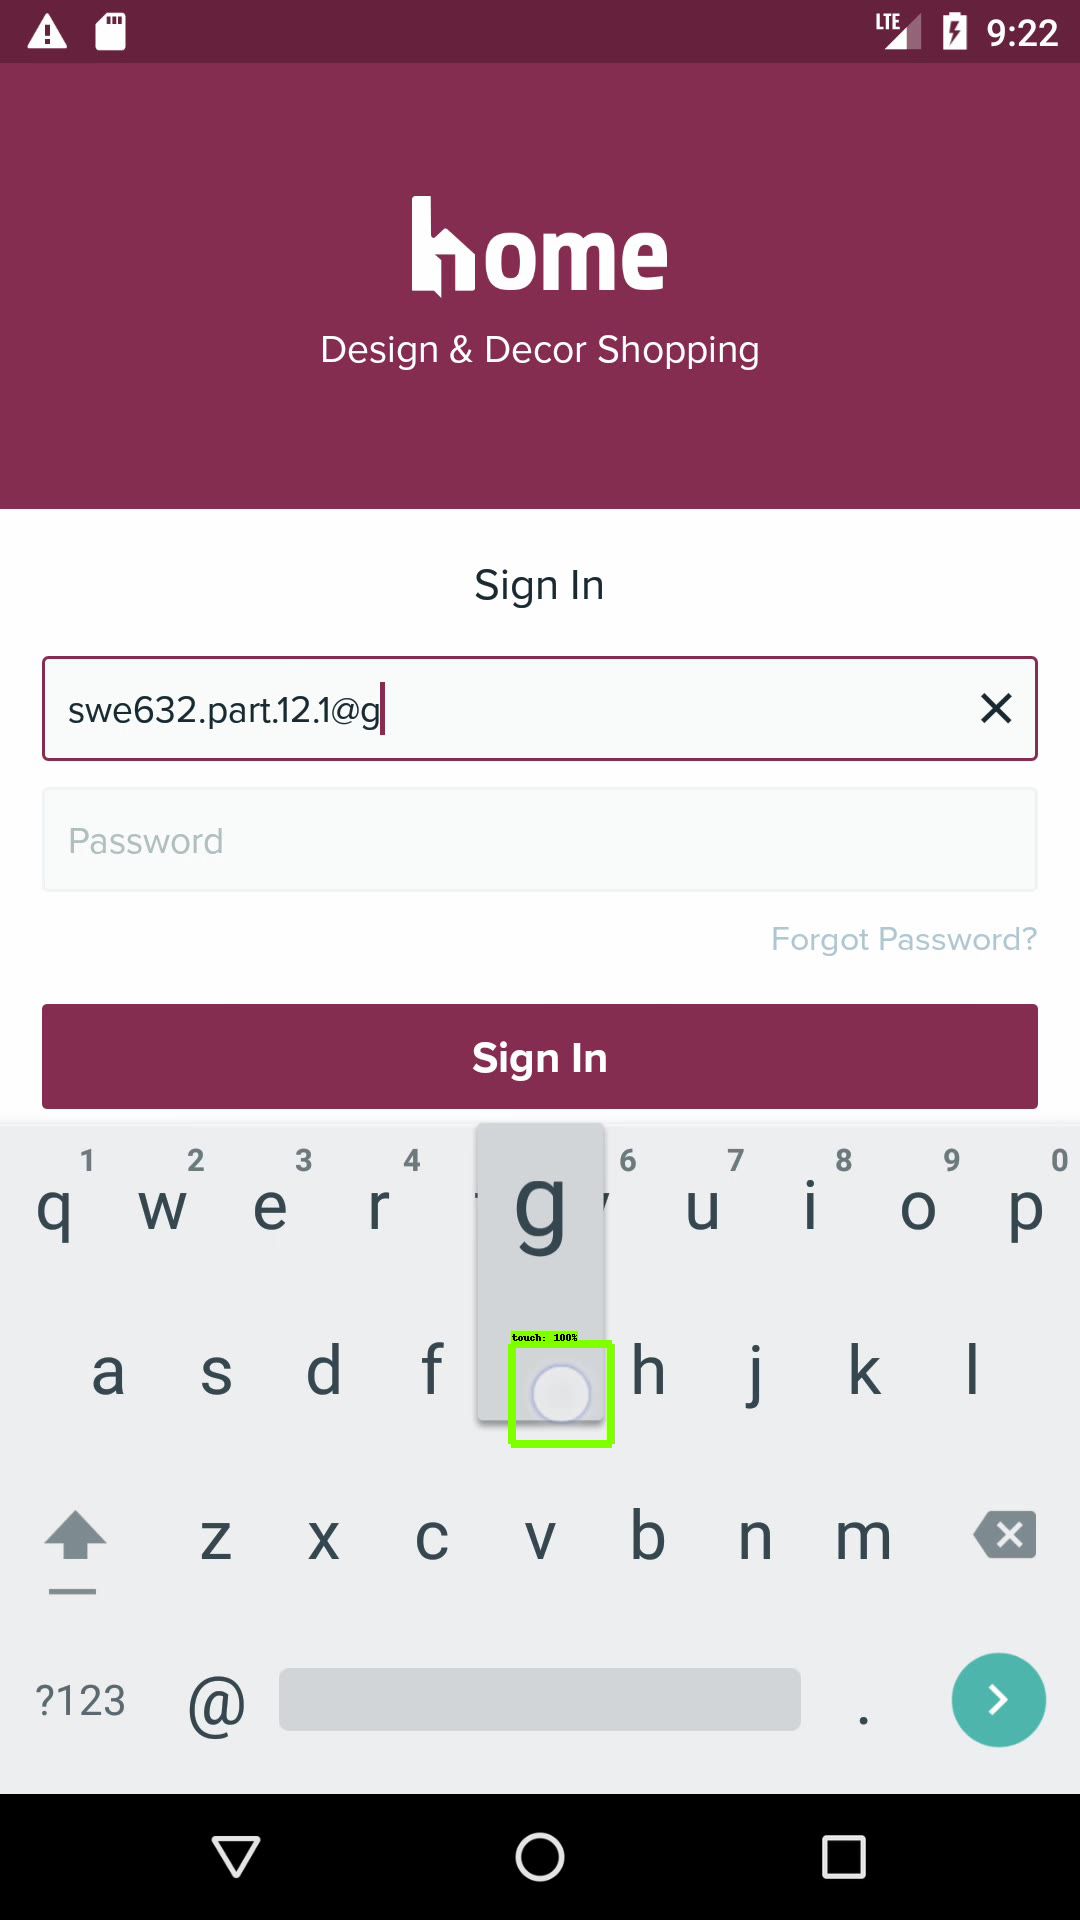 LTE 9:22
home
Design & Decor Shopping
Sign In
swe632.part.12.1@g
Password
Forgot Password?
Sign In
1 2 3 4 6 7 8 9 0
q w e r g u i o p
touch: 100%
a s d f h j k l
z x c v b n m
?123 @ .